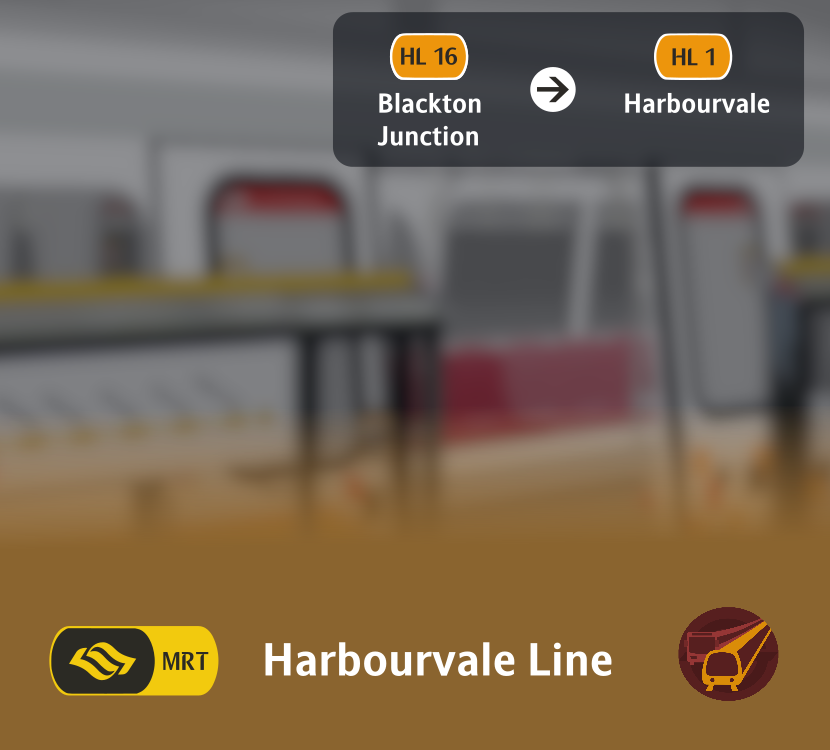 HL 16
Blackton
Junction
HL 1
Harbourvale
MRT
Harbourvale Line